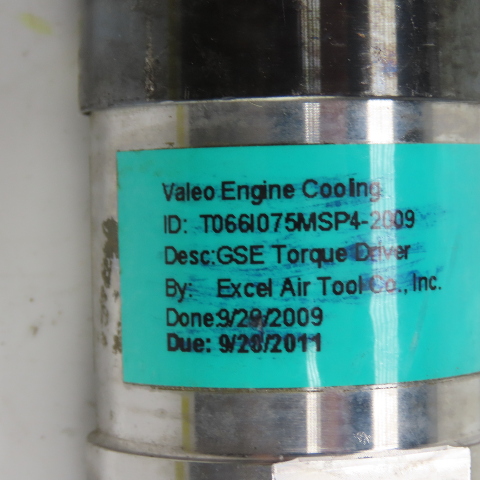 Valeo Engine Cooling
ID: T066I075MSP4-2009
Desc:GSE Torque Driver
By: Excel Air Tool Co., Inc.
Done:9/29/2009
Due: 9/28/2011